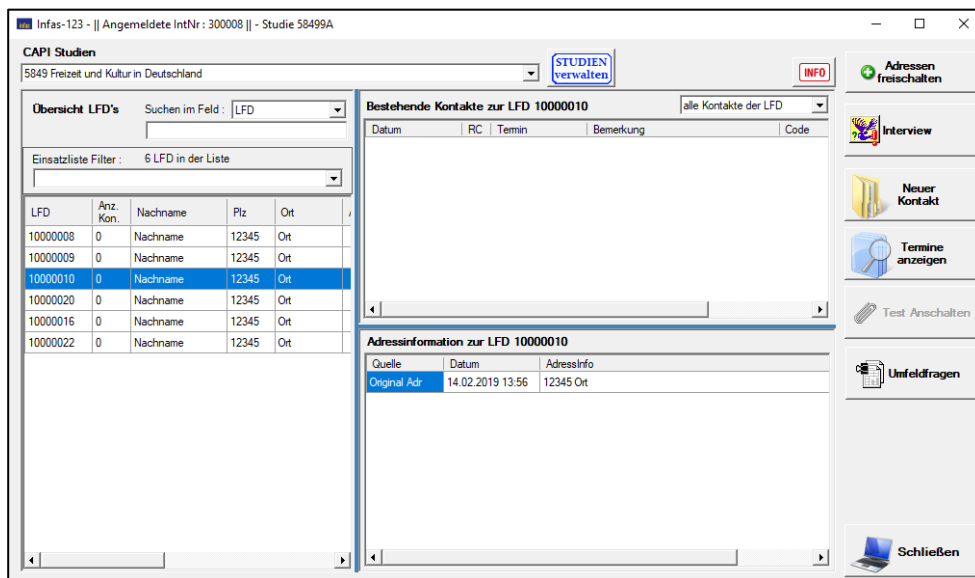 infas Infas-123 - || Angemeldete IntNr : 300008 || - Studie 58499A
CAPI Studien
5849 Freizeit und Kultur in Deutschland
STUDIEN
verwalten
INFO
Übersicht LFD's
Suchen im Feld :
LFD
Einsatzliste Filter :
6 LFD in der Liste
LFD Anz. Kon. Nachname Plz Ort
10000008 0 Nachname 12345 Ort
10000009 0 Nachname 12345 Ort
10000010 0 Nachname 12345 Ort
10000020 0 Nachname 12345 Ort
10000016 0 Nachname 12345 Ort
10000022 0 Nachname 12345 Ort
Bestehende Kontakte zur LFD 10000010
alle Kontakte der LFD
Datum RC Termin Bemerkung Code
Adressinformation zur LFD 10000010
Quelle Datum AdressInfo
Original Adr 14.02.2019 13:56 12345 Ort
Adressen
freischalten
Interview
Neuer
Kontakt
Termine
anzeigen
Test Anschalten
Umfeldfragen
Schließen